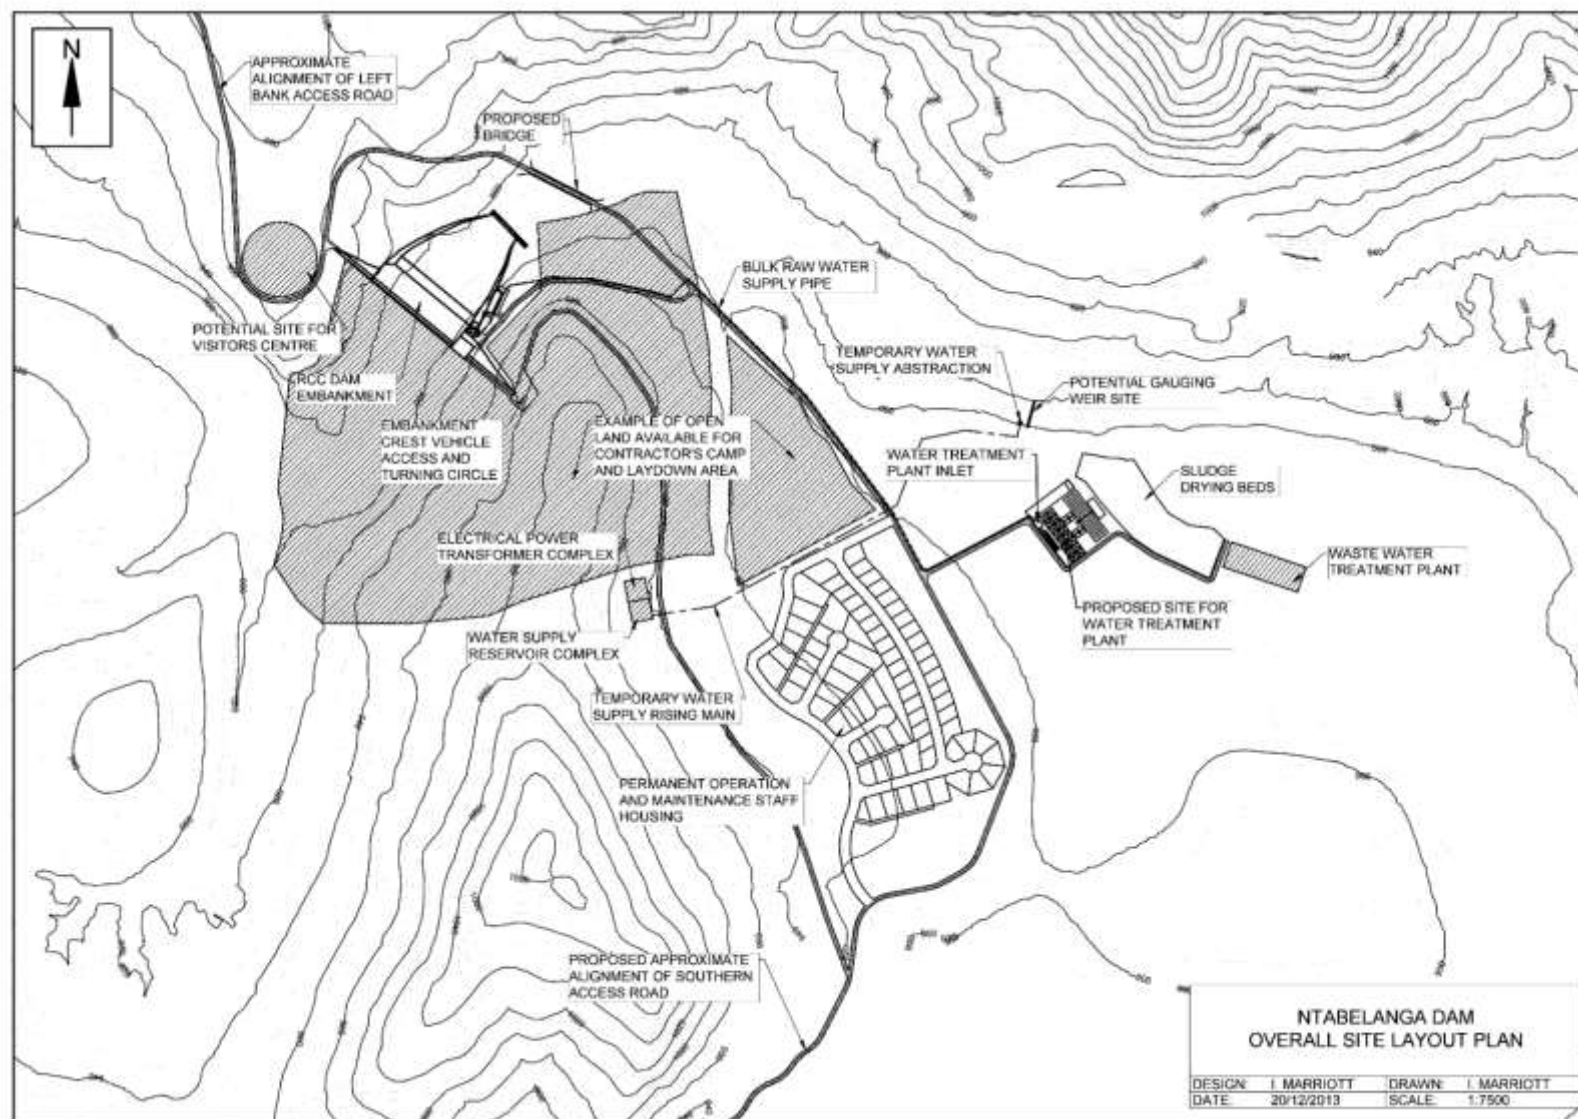 N
APPROXIMATE
ALIGNMENT OF LEFT
BANK ACCESS ROAD
PROPOSED
BRIDGE
BULK RAW WATER
SUPPLY PIPE
POTENTIAL SITE FOR
VISITORS CENTRE
TEMPORARY WATER
SUPPLY ABSTRACTION
POTENTIAL GAUGING
WEIR SITE
RCC DAM
EMBANKMENT
EMBANKMENT
CREST VEHICLE
ACCESS AND
TURNING CIRCLE
EXAMPLE OF OPEN
LAND AVAILABLE FOR
CONTRACTOR'S CAMP
AND LAYDOWN AREA
WATER TREATMENT
PLANT INLET
SLUDGE
DRYING BEDS
ELECTRICAL POWER
TRANSFORMER COMPLEX
WASTE WATER
TREATMENT PLANT
PROPOSED SITE FOR
WATER TREATMENT
PLANT
WATER SUPPLY
RESERVOIR COMPLEX
TEMPORARY WATER
SUPPLY RISING MAIN
PERMANENT OPERATION
AND MAINTENANCE STAFF
HOUSING
PROPOSED APPROXIMATE
ALIGNMENT OF SOUTHERN
ACCESS ROAD
NTABELANGA DAM
OVERALL SITE LAYOUT PLAN
DESIGN: I. MARRIOTT DRAWN: I. MARRIOTT
DATE: 20/12/2013 SCALE: 1:7500